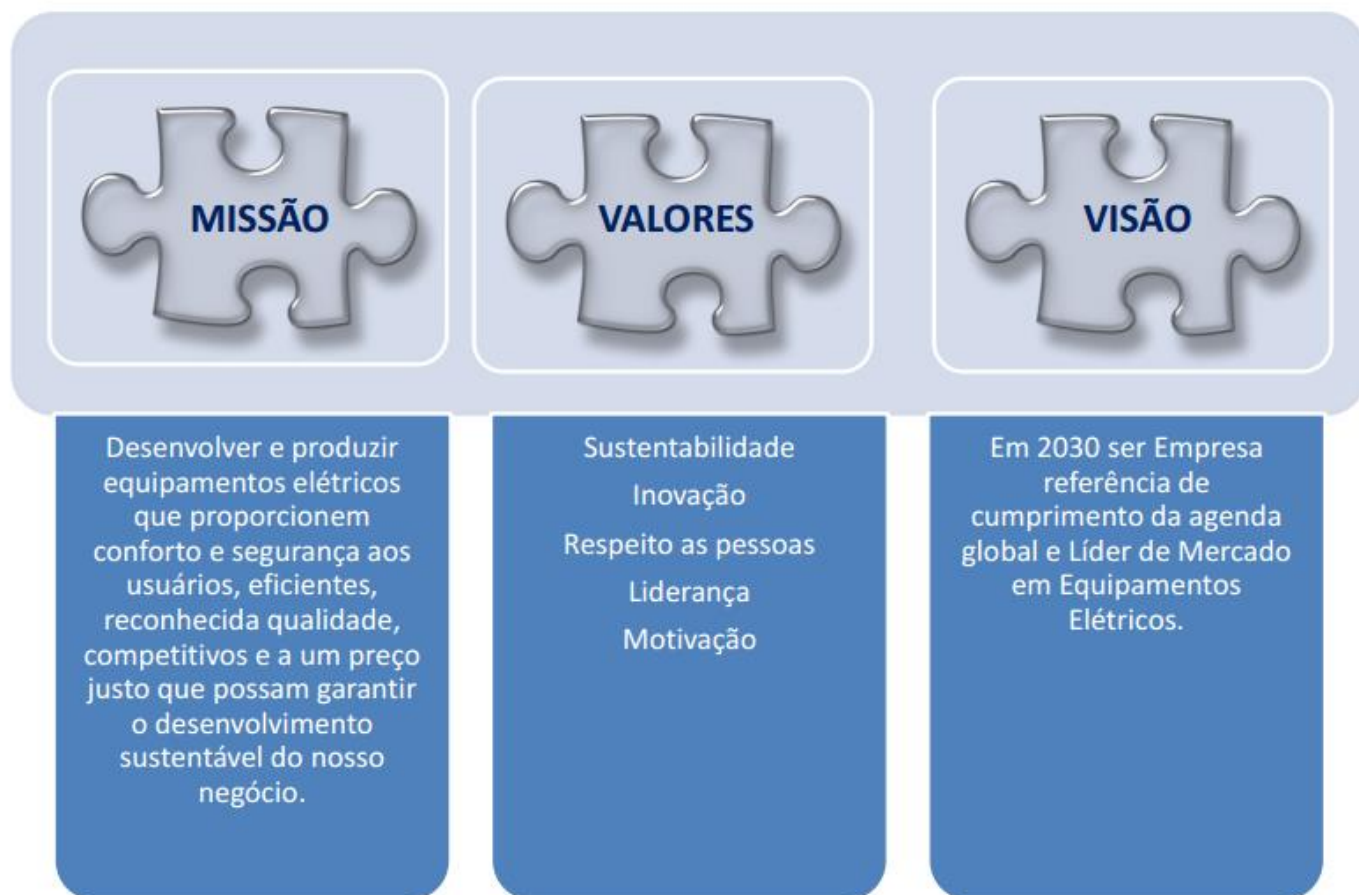 MISSÃO
Desenvolver e produzir
equipamentos elétricos
que proporcionem
conforto e segurança aos
usuários, eficientes,
reconhecida qualidade,
competitivos e a um preço
justo que possam garantir
o desenvolvimento
sustentável do nosso
negócio.
VALORES
Sustentabilidade
Inovação
Respeito as pessoas
Liderança
Motivação
VISÃO
Em 2030 ser Empresa
referência de
cumprimento da agenda
global e Líder de Mercado
em Equipamentos
Elétricos.